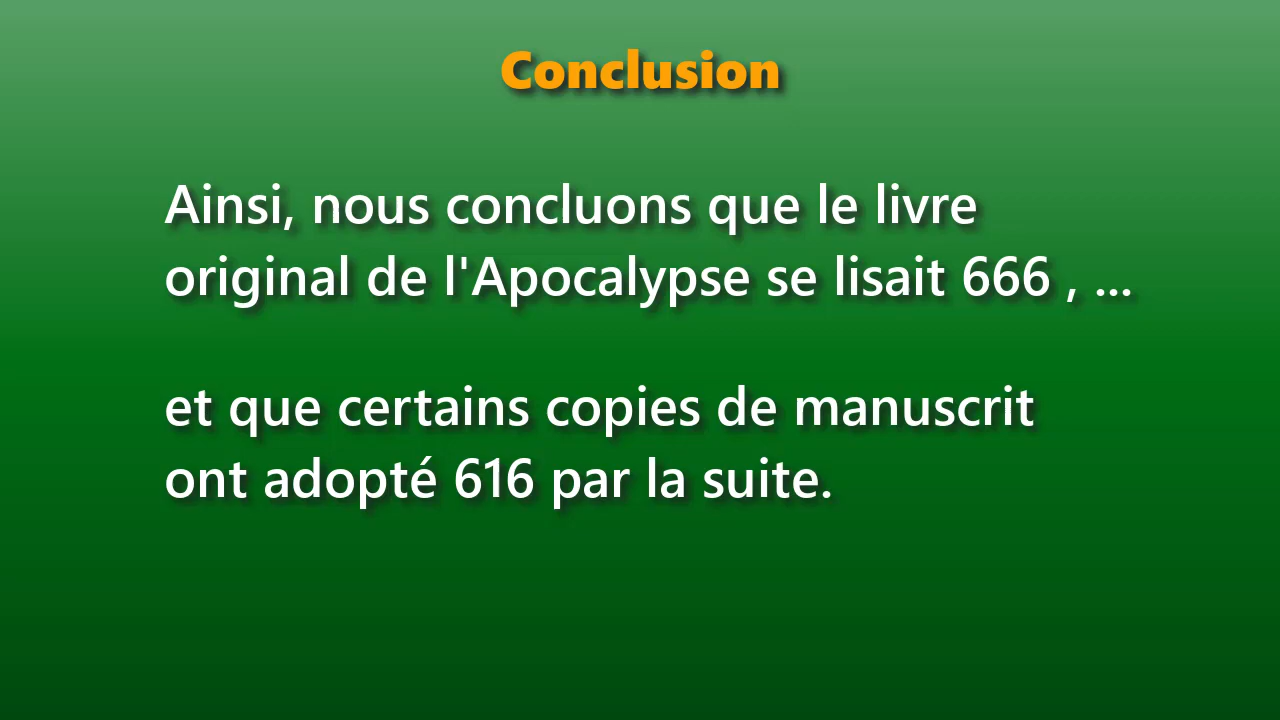 Conclusion
Ainsi, nous concluons que le livre
original de l'Apocalypse se lisait 666 , ...
et que certains copies de manuscrit
ont adopté 616 par la suite.